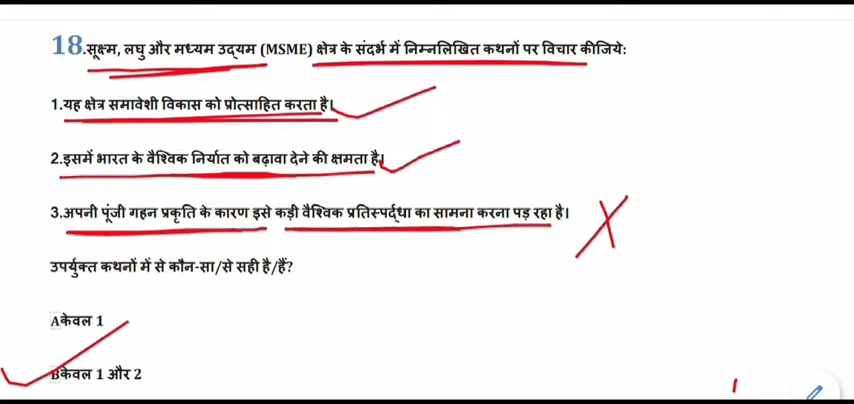 18.सूक्ष्म, लघु और मध्यम उद्यम (MSME) क्षेत्र के संदर्भ में निम्नलिखित कथनों पर विचार कीजिये:
1.यह क्षेत्र समावेशी विकास को प्रोत्साहित करता है।
2.इसमें भारत के वैश्विक निर्यात को बढ़ावा देने की क्षमता है।
3.अपनी पूंजी गहन प्रकृति के कारण इसे कड़ी वैश्विक प्रतिस्पर्द्धा का सामना करना पड़ रहा है।
उपर्युक्त कथनों में से कौन-सा/से सही है/हैं?
Aकेवल 1
Bकेवल 1 और 2